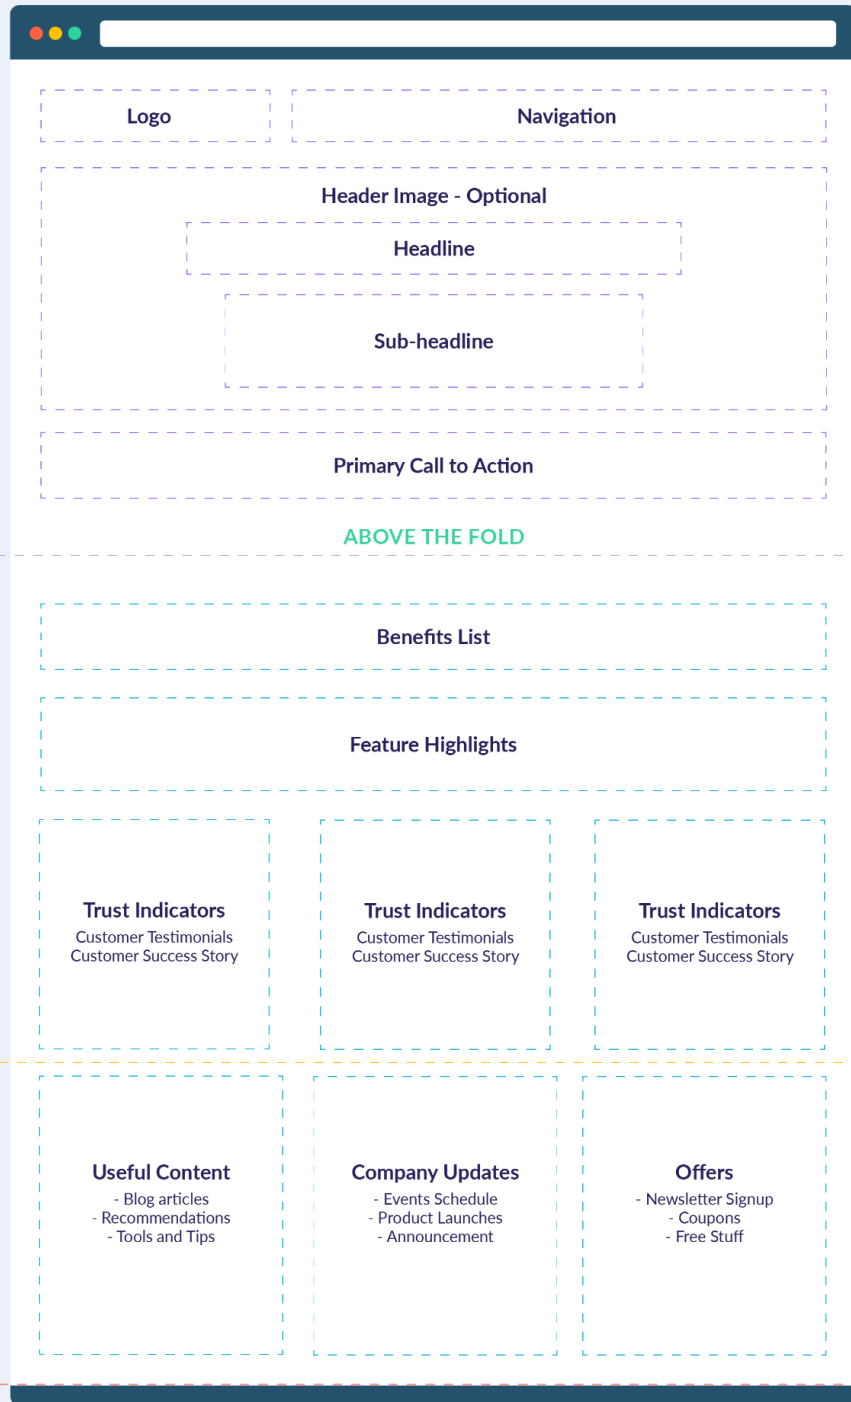 Logo
Navigation
Header Image - Optional
Headline
Sub-headline
Primary Call to Action
ABOVE THE FOLD
Benefits List
Feature Highlights
Trust Indicators
Customer Testimonials
Customer Success Story
Trust Indicators
Customer Testimonials
Customer Success Story
Trust Indicators
Customer Testimonials
Customer Success Story
Useful Content
- Blog articles
- Recommendations
- Tools and Tips
Company Updates
- Events Schedule
- Product Launches
- Announcement
Offers
- Newsletter Signup
- Coupons
- Free Stuff